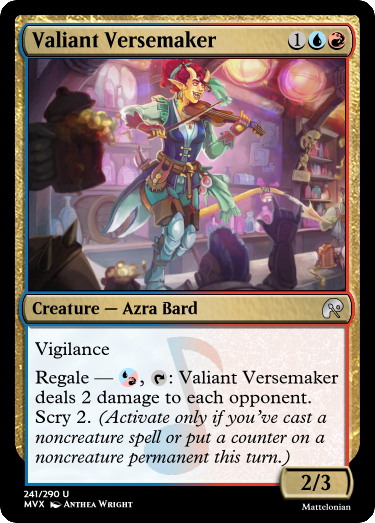 Valiant Versemaker 1
Creature — Azra Bard
Vigilance
Regale — , : Valiant Versemaker
deals 2 damage to each opponent.
Scry 2. (Activate only if you've cast a
noncreature spell or put a counter on a
noncreature permanent this turn.)
2/3
241/290 U
MVX Anthea Wright
Mattelonian